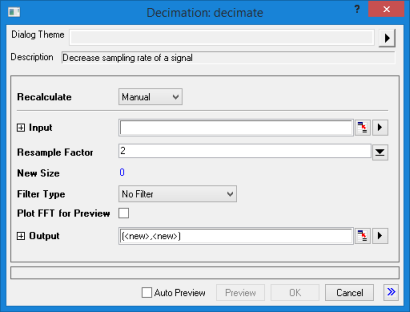 Decimation: decimate
Dialog Theme
Description Decrease sampling rate of a signal
Recalculate Manual
Input
Resample Factor 2
New Size 0
Filter Type No Filter
Plot FFT for Preview
Output (<new>,<new>)
Auto Preview Preview OK Cancel